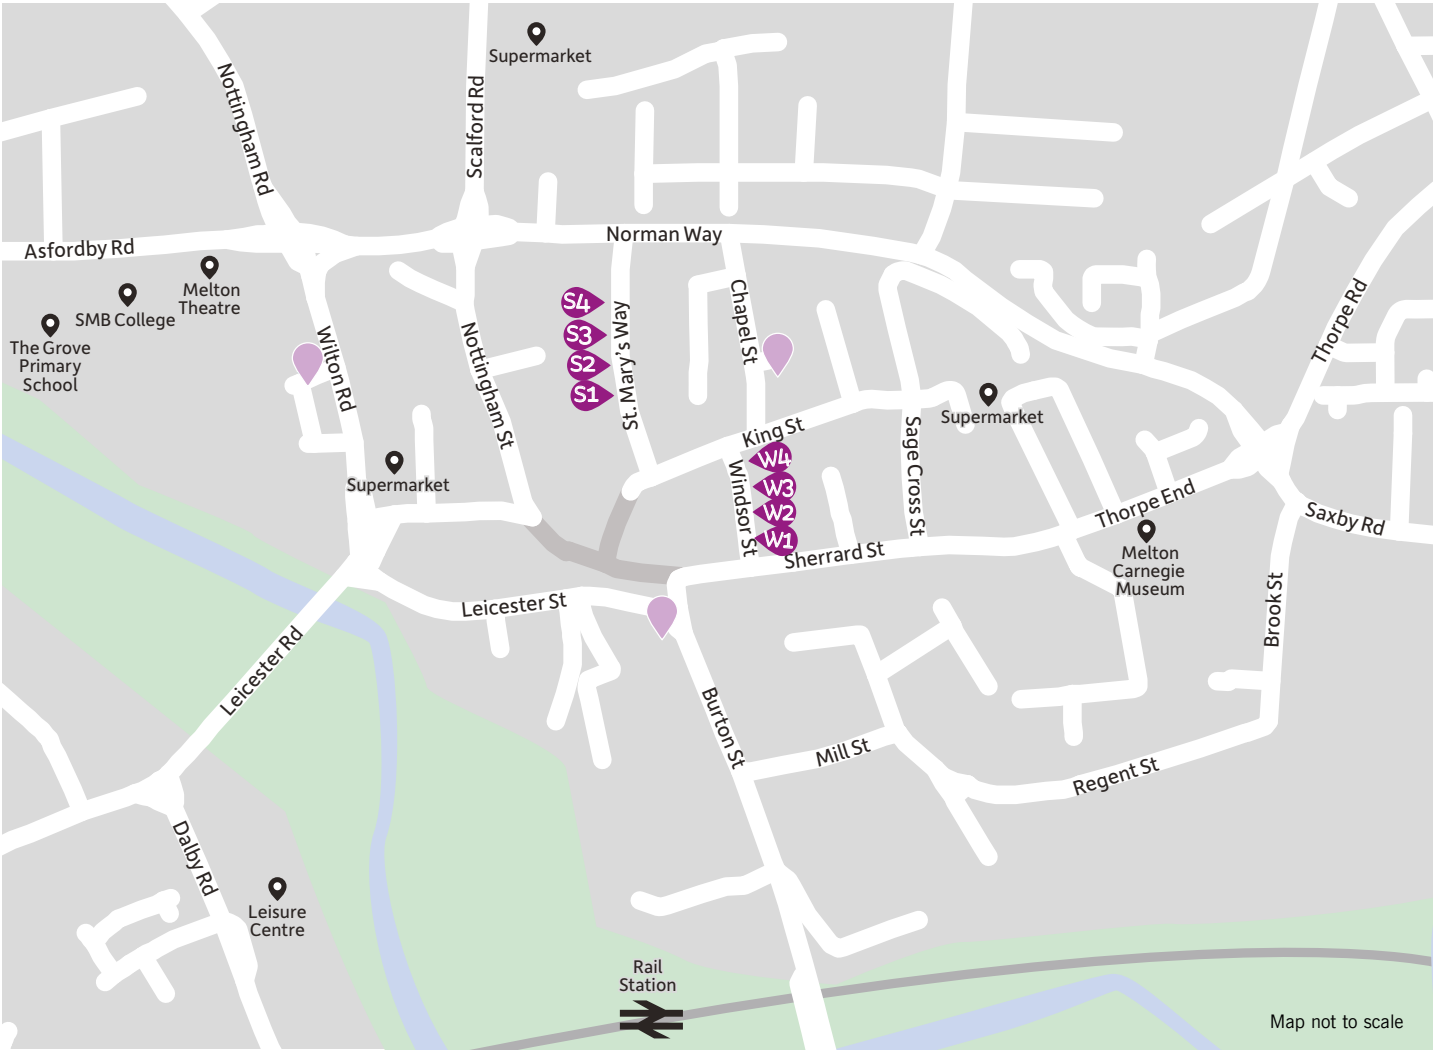 Supermarket
Nottingham Rd
Scalford Rd
Asfordby Rd
Norman Way
Melton
Theatre
SMB College
The Grove
Primary
School
Wilton Rd
Nottingham St
S4
S3
S2
S1
St. Mary's Way
Chapel St
Thorpe Rd
King St
Supermarket
Sage Cross St
Supermarket
W4
W3
W2
W1
Windsor St
Sherrard St
Thorpe End
Saxby Rd
Melton
Carnegie
Museum
Brook St
Leicester St
Leicester Rd
Burton St
Mill St
Regent St
Dalby Rd
Leisure
Centre
Rail
Station
Map not to scale